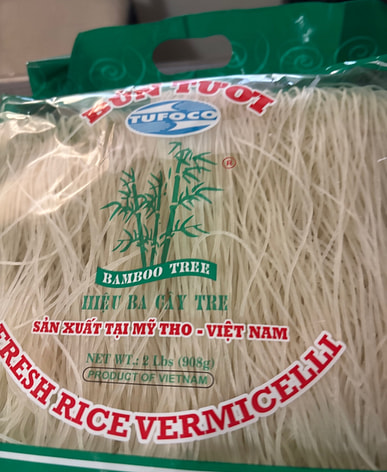 BÚN TƯƠI
TUFOCO
®
BAMBOO TREE
HIỆU BA CÂY TRE
SẢN XUẤT TẠI MỸ THO - VIỆT NAM
NET WT.: 2 Lbs (908g)
PRODUCT OF VIETNAM
FRESH RICE VERMICELLI